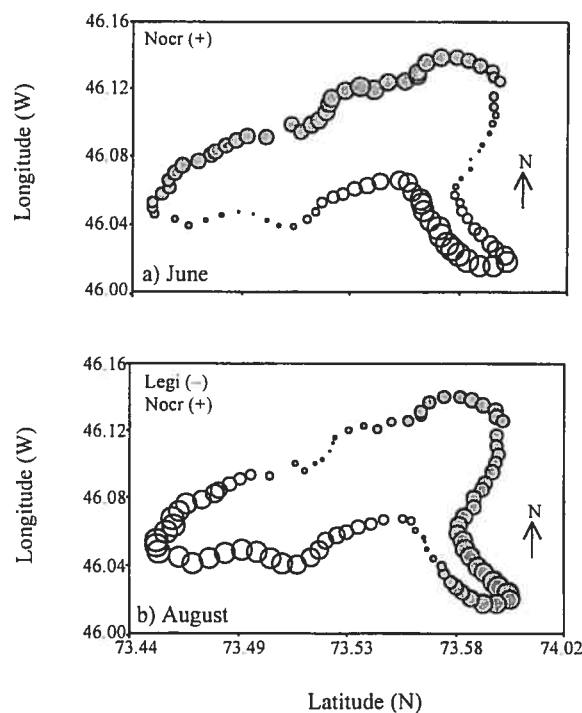 46.16
46.12
46.08
46.04
46.00
Longitude (W)
Nocr (+)
N
a) June
46.16
46.12
46.08
46.04
46.00
Longitude (W)
Legi (–)
Nocr (+)
N
b) August
73.44
73.49
73.53
73.58
74.02
Latitude (N)